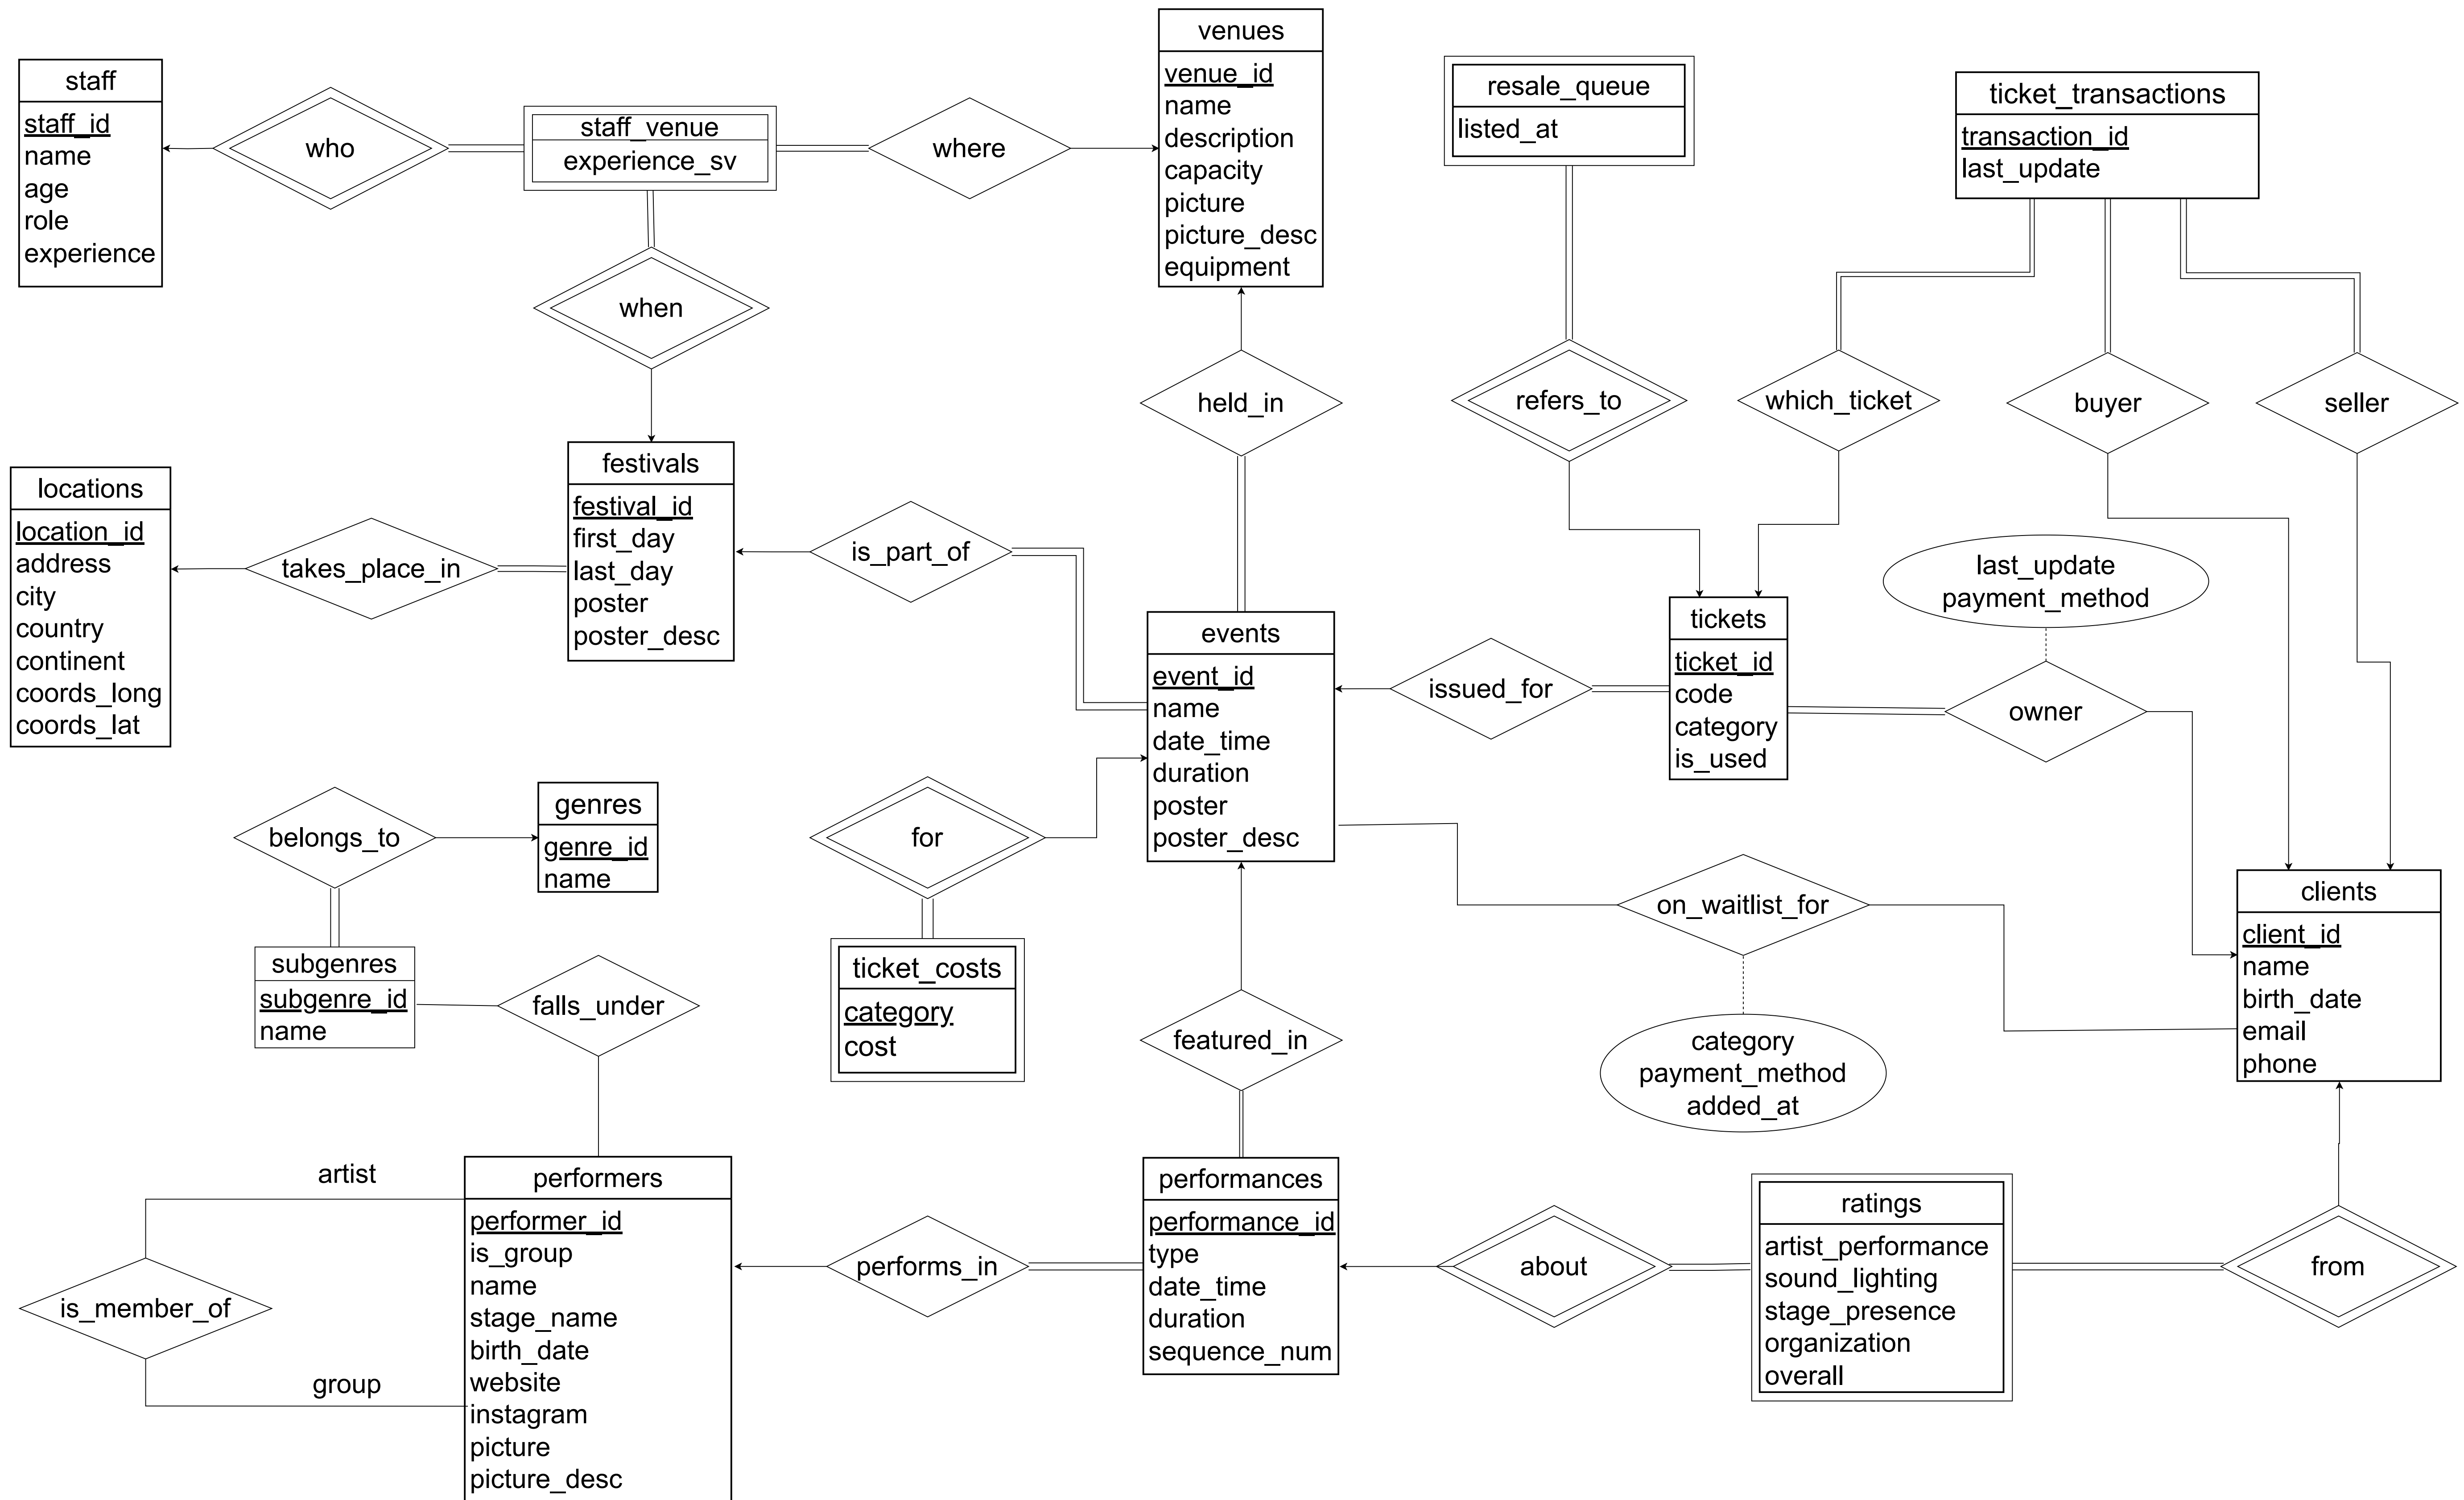 venues
venue_id
name
description
capacity
picture
picture_desc
equipment
staff
staff_id
name
age
role
experience
who
staff_venue
experience_sv
where
resale_queue
listed_at
ticket_transactions
transaction_id
last_update
when
held_in
refers_to
which_ticket
buyer
seller
locations
location_id
address
city
country
continent
coords_long
coords_lat
takes_place_in
festivals
festival_id
first_day
last_day
poster
poster_desc
is_part_of
last_update
payment_method
events
event_id
name
date_time
duration
poster
poster_desc
issued_for
tickets
ticket_id
code
category
is_used
owner
belongs_to
genres
genre_id
name
for
on_waitlist_for
clients
client_id
name
birth_date
email
phone
subgenres
subgenre_id
name
falls_under
ticket_costs
category
cost
featured_in
category
payment_method
added_at
artist
is_member_of
group
performers
performer_id
is_group
name
stage_name
birth_date
website
instagram
picture
picture_desc
performs_in
performances
performance_id
type
date_time
duration
sequence_num
about
ratings
artist_performance
sound_lighting
stage_presence
organization
overall
from